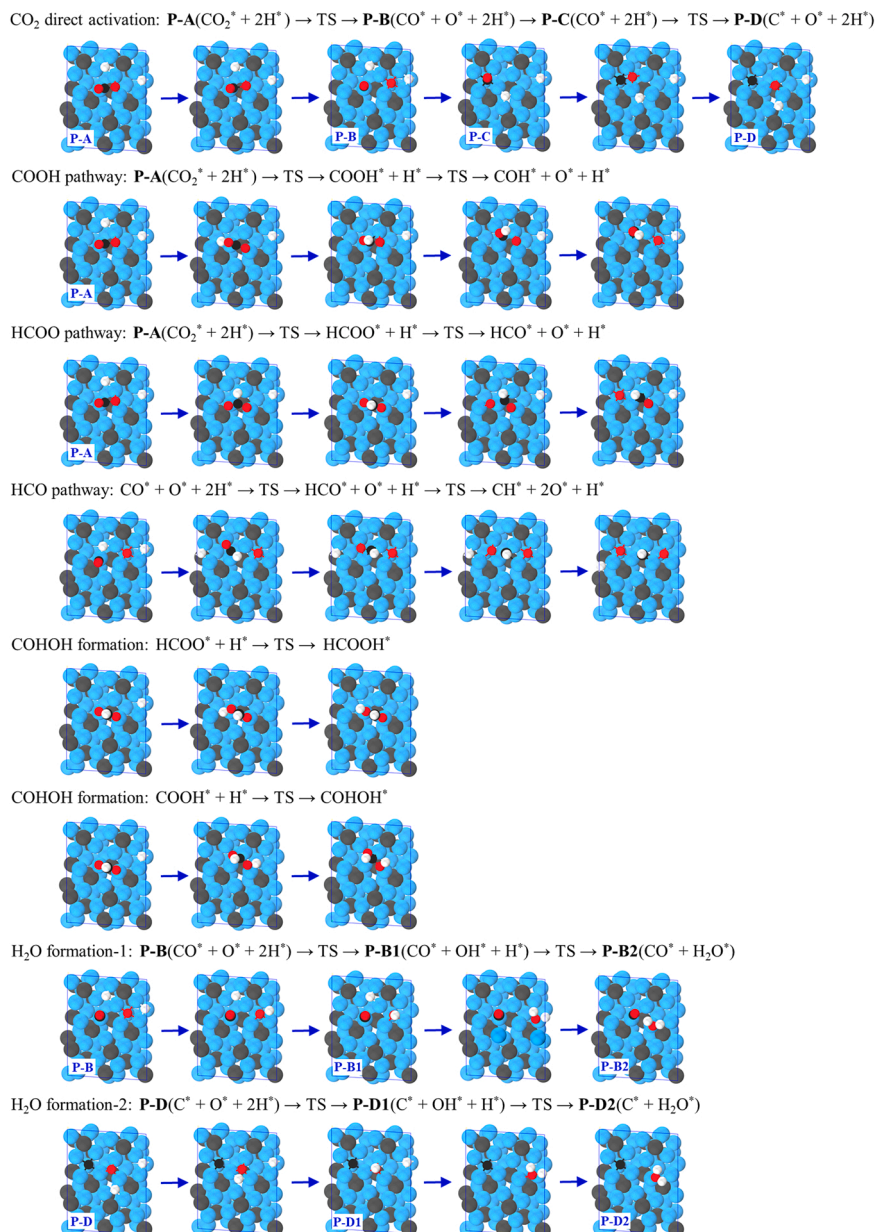 CO₂ direct activation: P-A(CO₂* + 2H*) → TS → P-B(CO* + O* + 2H*) → P-C(CO* + 2H*) → TS → P-D(C* + O* + 2H*)
P-A P-B P-C P-D
COOH pathway: P-A(CO₂* + 2H*) → TS → COOH* + H* → TS → COH* + O* + H*
P-A
HCOO pathway: P-A(CO₂* + 2H*) → TS → HCOO* + H* → TS → HCO* + O* + H*
P-A
HCO pathway: CO* + O* + 2H* → TS → HCO* + O* + H* → TS → CH* + 2O* + H*
COHOH formation: HCOO* + H* → TS → HCOOH*
COHOH formation: COOH* + H* → TS → COHOH*
H₂O formation-1: P-B(CO* + O* + 2H*) → TS → P-B1(CO* + OH* + H*) → TS → P-B2(CO* + H₂O*)
P-B P-B1 P-B2
H₂O formation-2: P-D(C* + O* + 2H*) → TS → P-D1(C* + OH* + H*) → TS → P-D2(C* + H₂O*)
P-D P-D1 P-D2